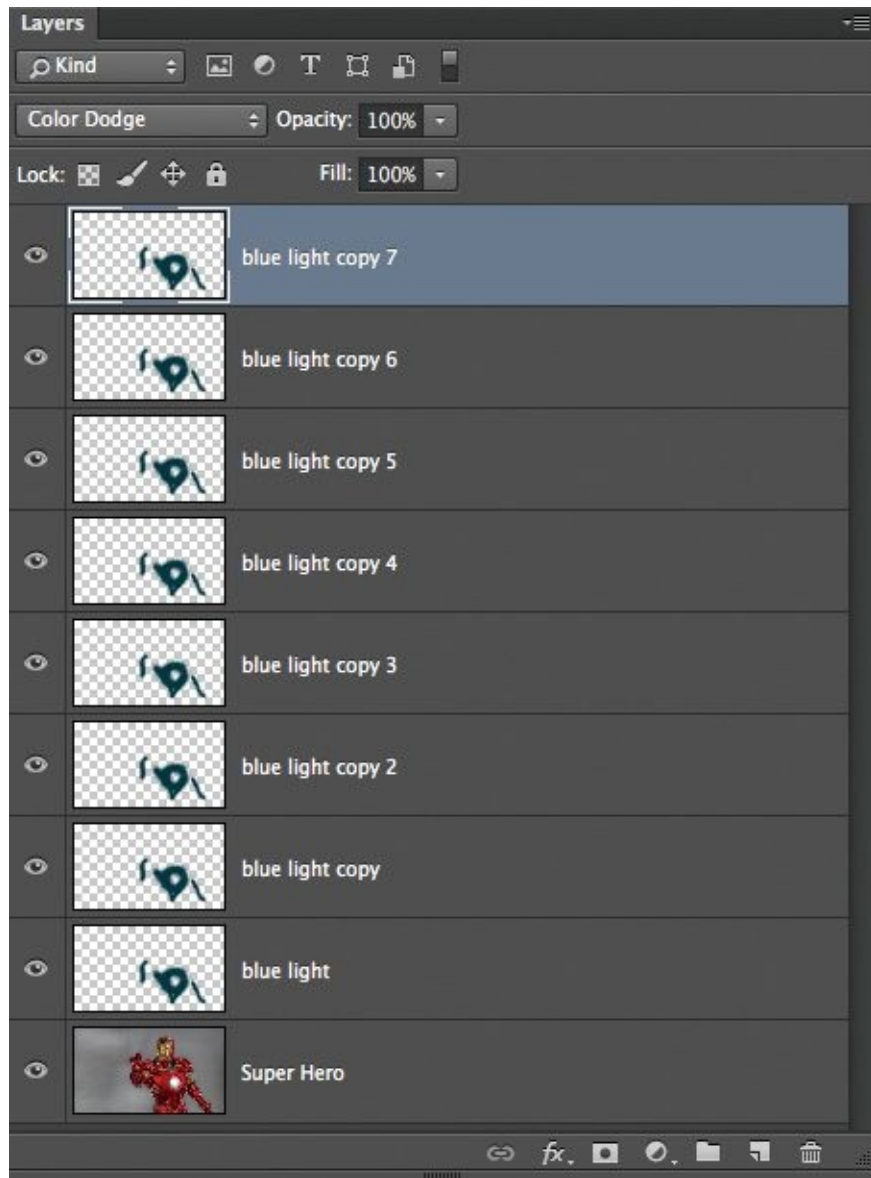 Layers
Kind T
Color Dodge Opacity: 100%
Lock: Fill: 100%
blue light copy 7
blue light copy 6
blue light copy 5
blue light copy 4
blue light copy 3
blue light copy 2
blue light copy
blue light
Super Hero
fx.